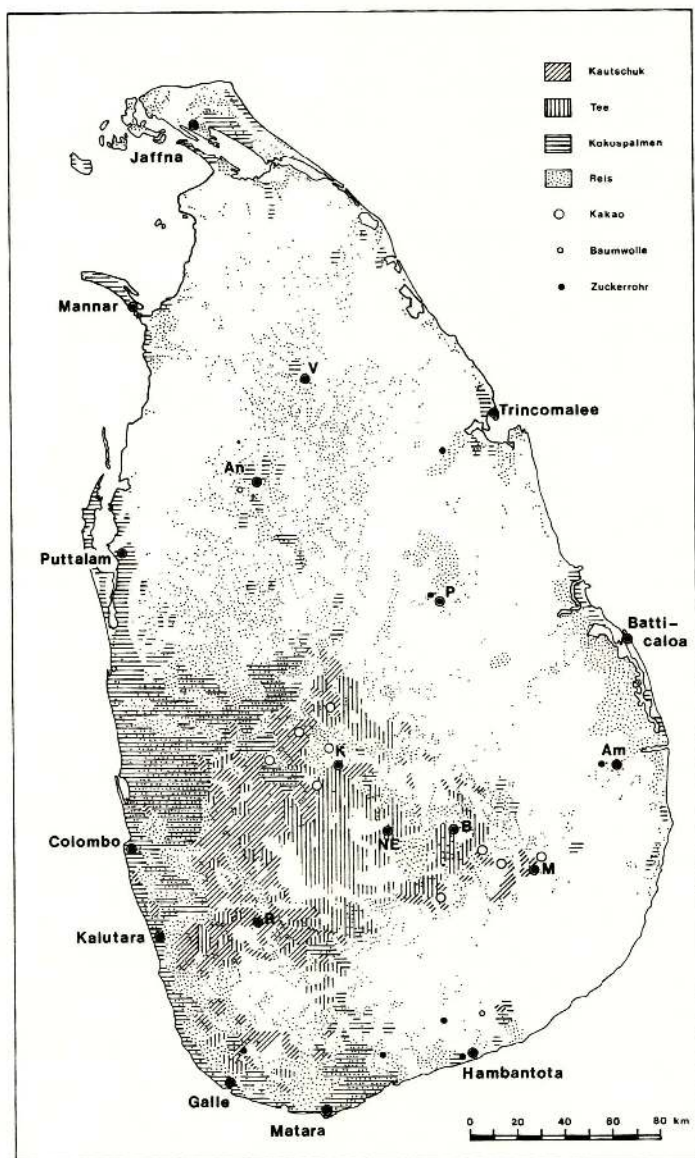 Kautschuk
Tee
Kokospalmen
Reis
Kakao
Baumwolle
Zuckerrohr
Jaffna
Mannar
V
Trincomalee
An
Puttalam
P
Batti-
caloa
K
Am
Colombo
NE
B
M
R
Kalutara
Hambantota
Galle
Matara
0 20 40 60 80 km